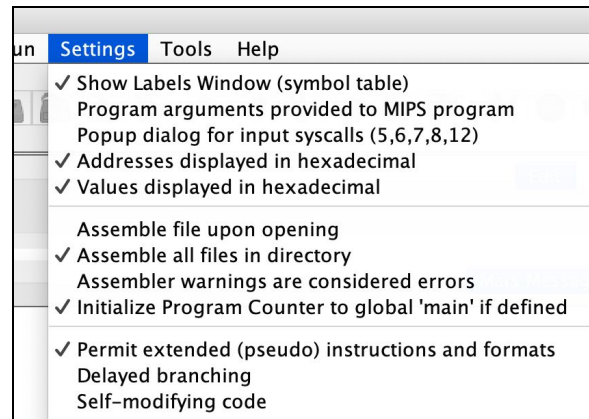 un Settings Tools Help
✓ Show Labels Window (symbol table)
Program arguments provided to MIPS program
Popup dialog for input syscalls (5,6,7,8,12)
✓ Addresses displayed in hexadecimal
✓ Values displayed in hexadecimal
Assemble file upon opening
✓ Assemble all files in directory
Assembler warnings are considered errors
✓ Initialize Program Counter to global 'main' if defined
✓ Permit extended (pseudo) instructions and formats
Delayed branching
Self-modifying code